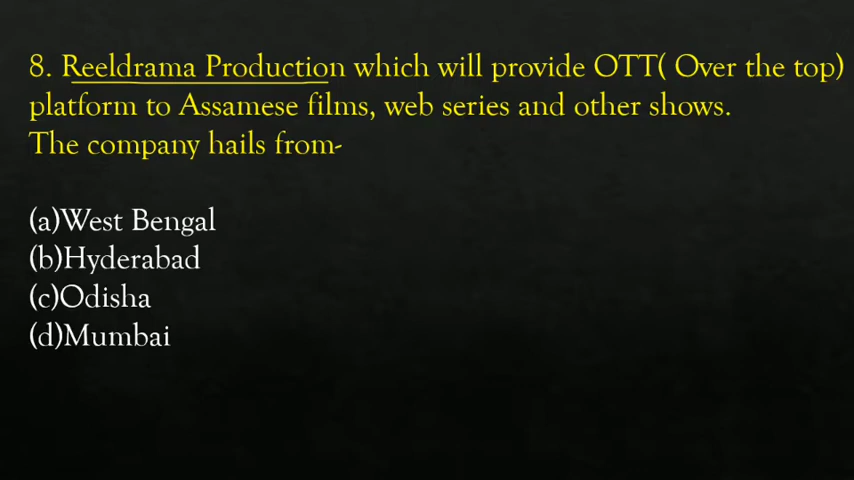 8. Reeldrama Production which will provide OTT( Over the top)
platform to Assamese films, web series and other shows.
The company hails from-
(a)West Bengal
(b)Hyderabad
(c)Odisha
(d)Mumbai